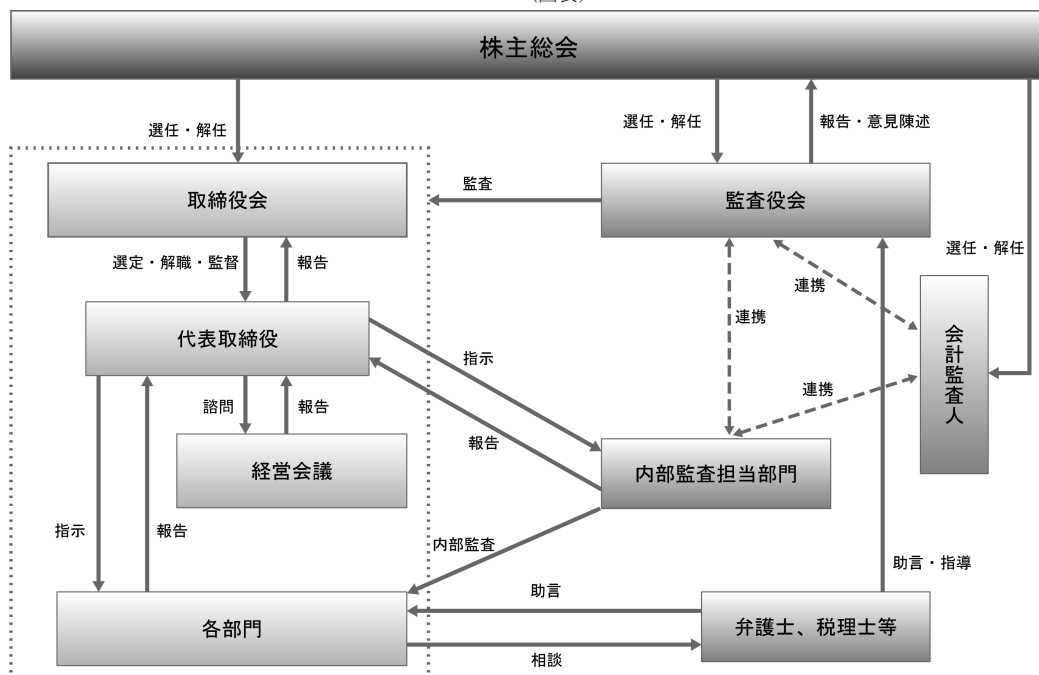 株主総会
選任・解任
選任・解任
報告・意見陳述
取締役会
監査
監査役会
選定・解職・監督
報告
選任・解任
連携
連携
代表取締役
会計監査人
指示
連携
諮問
報告
報告
経営会議
内部監査担当部門
指示
報告
内部監査
助言・指導
助言
各部門
弁護士、税理士等
相談